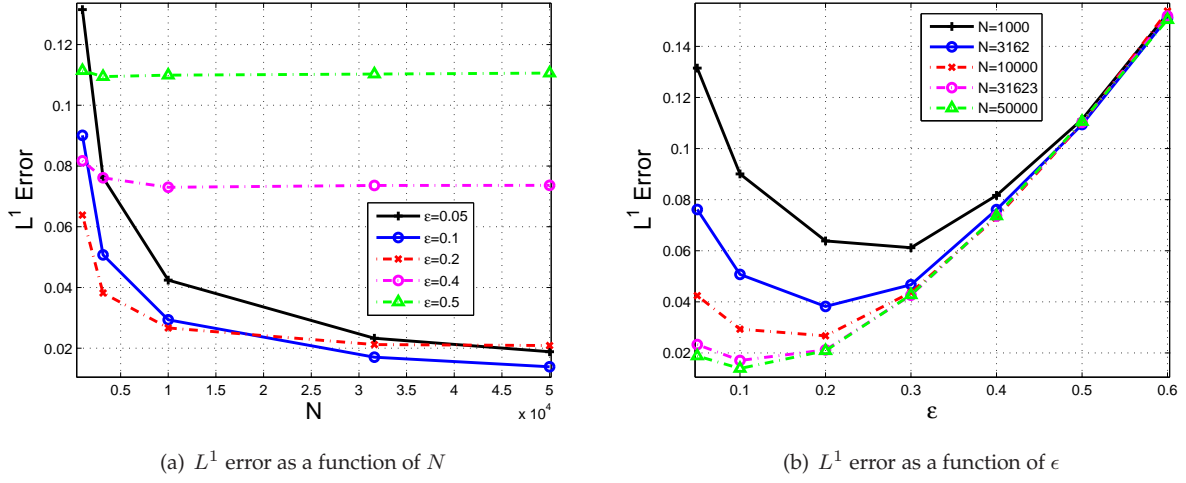 0.12
0.1
0.08
0.06
0.04
0.02
L¹ Error
ε=0.05
ε=0.1
ε=0.2
ε=0.4
ε=0.5
0.5 1 1.5 2 2.5 3 3.5 4 4.5 5
N
x 10⁴
(a) L¹ error as a function of N
0.14
0.12
0.1
0.08
0.06
0.04
0.02
L¹ Error
N=1000
N=3162
N=10000
N=31623
N=50000
0.1 0.2 0.3 0.4 0.5 0.6
ε
(b) L¹ error as a function of ϵ